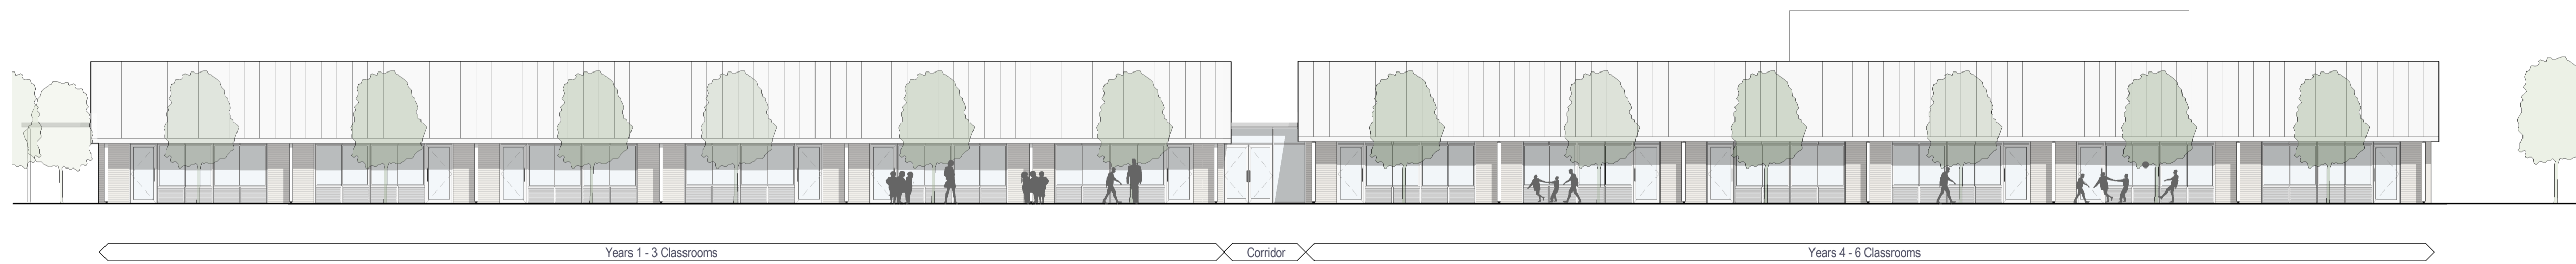 Years 1 - 3 Classrooms
Corridor
Years 4 - 6 Classrooms